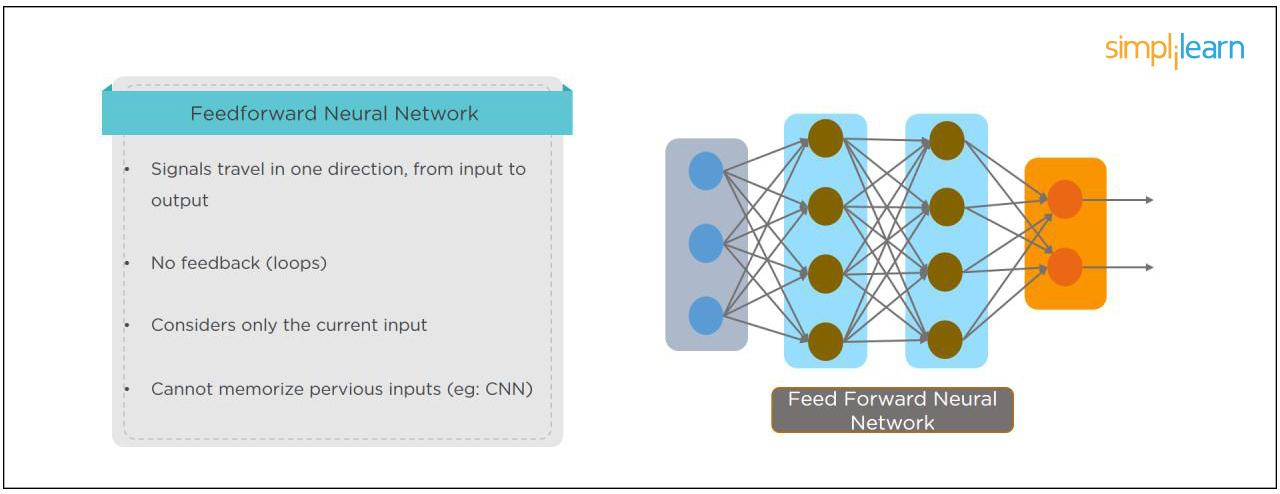 simplilearn
Feedforward Neural Network
• Signals travel in one direction, from input to
output
• No feedback (loops)
• Considers only the current input
• Cannot memorize pervious inputs (eg: CNN)
Feed Forward Neural
Network